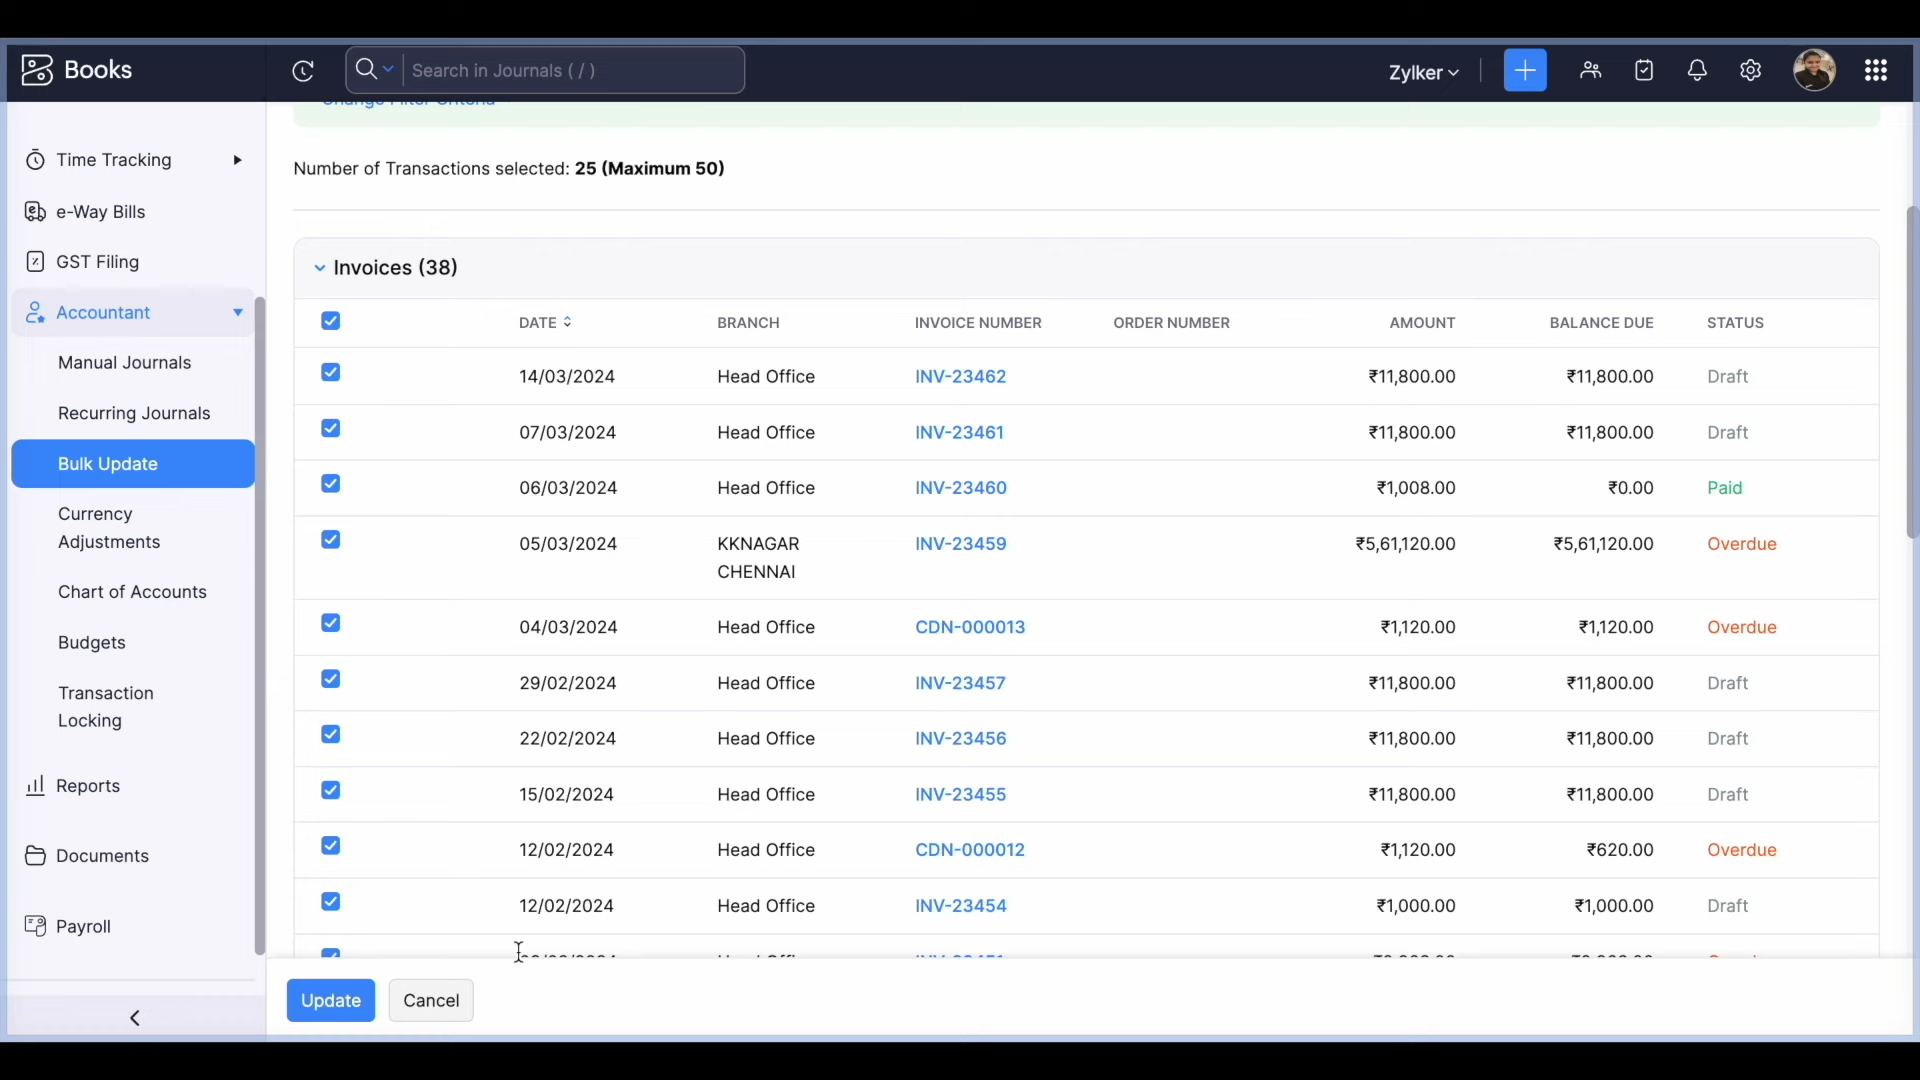 Books
Search in Journals ( / )
Zylker
Change Filter Criteria
Time Tracking
e-Way Bills
GST Filing
Accountant
Manual Journals
Recurring Journals
Bulk Update
Currency
Adjustments
Chart of Accounts
Budgets
Transaction
Locking
Reports
Documents
Payroll
Number of Transactions selected: 25 (Maximum 50)
Invoices (38)
DATE BRANCH INVOICE NUMBER ORDER NUMBER AMOUNT BALANCE DUE STATUS
14/03/2024 Head Office INV-23462 ₹11,800.00 ₹11,800.00 Draft
07/03/2024 Head Office INV-23461 ₹11,800.00 ₹11,800.00 Draft
06/03/2024 Head Office INV-23460 ₹1,008.00 ₹0.00 Paid
05/03/2024 KKNAGAR INV-23459 ₹5,61,120.00 ₹5,61,120.00 Overdue
CHENNAI
04/03/2024 Head Office CDN-000013 ₹1,120.00 ₹1,120.00 Overdue
29/02/2024 Head Office INV-23457 ₹11,800.00 ₹11,800.00 Draft
22/02/2024 Head Office INV-23456 ₹11,800.00 ₹11,800.00 Draft
15/02/2024 Head Office INV-23455 ₹11,800.00 ₹11,800.00 Draft
12/02/2024 Head Office CDN-000012 ₹1,120.00 ₹620.00 Overdue
12/02/2024 Head Office INV-23454 ₹1,000.00 ₹1,000.00 Draft
Update
Cancel